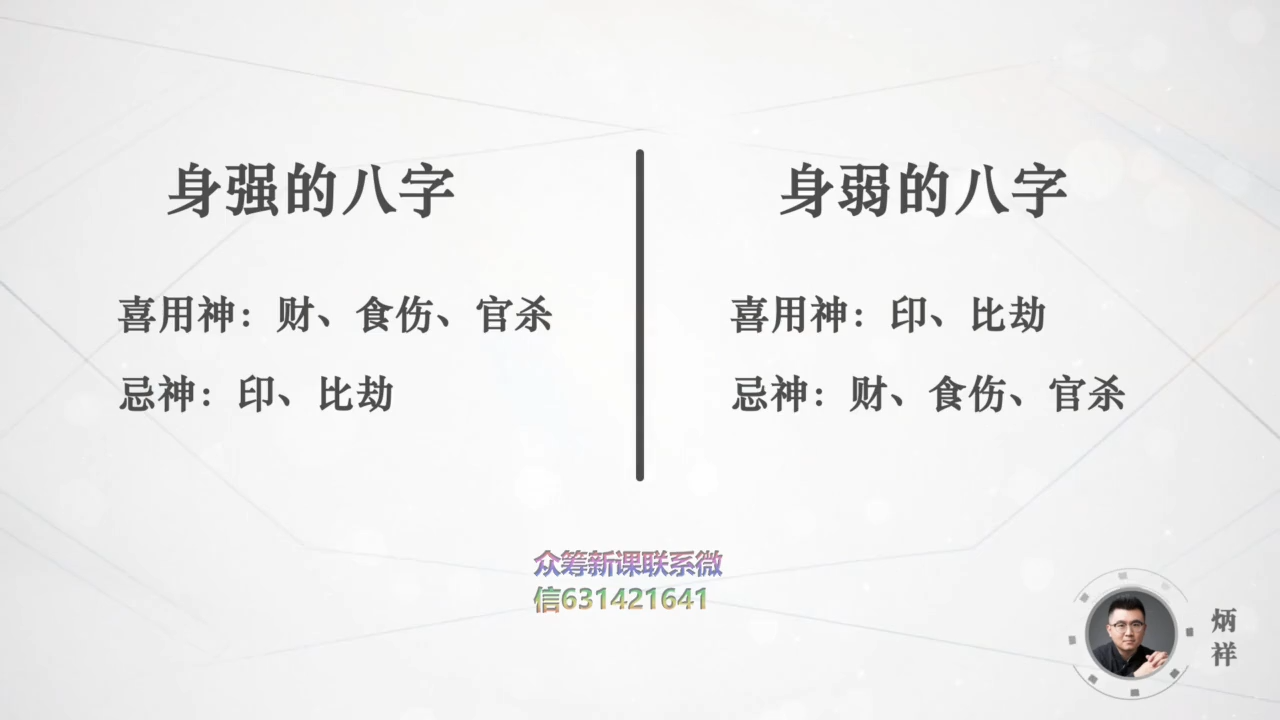 身强的八字
喜用神：财、食伤、官杀
忌神：印、比劫
身弱的八字
喜用神：印、比劫
忌神：财、食伤、官杀
众筹新课联系微
信631421641
炳祥